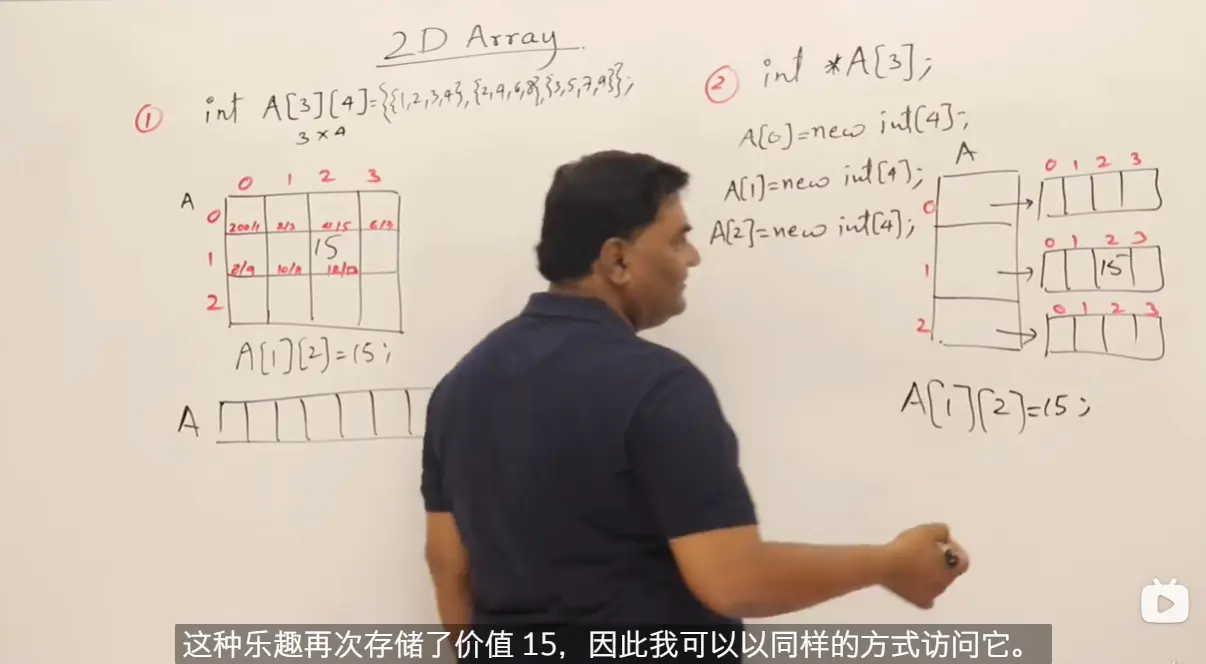 2D Array
① int A[3][4]={{1,2,3,4},{2,4,6,8},{3,5,7,9}};
3×4
A
0 1 2 3
0 200/1 2/3 4/5 6/7
1 8/9 10/11 12/13
15
2
A[1][2]=15;
A
② int *A[3];
A[0]=new int[4];
A[1]=new int[4];
A[2]=new int[4];
A
0
0 1 2 3
1
0 1 2 3
15
2
0 1 2 3
A[1][2]=15;
这种乐趣再次存储了价值 15，因此我可以以同样的方式访问它。